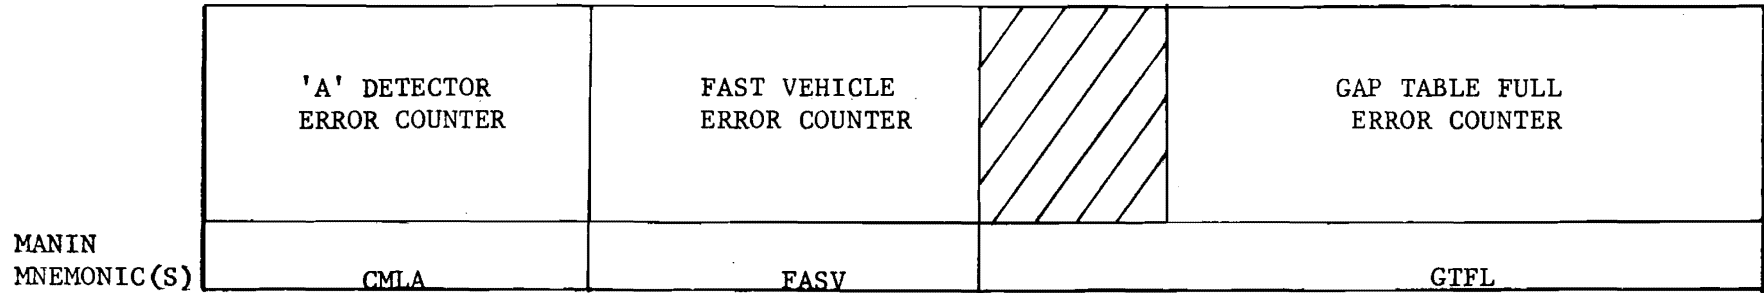 'A' DETECTOR
ERROR COUNTER
FAST VEHICLE
ERROR COUNTER
GAP TABLE FULL
ERROR COUNTER
MANIN
MNEMONIC(S)
CMLA
FASV
GTFL